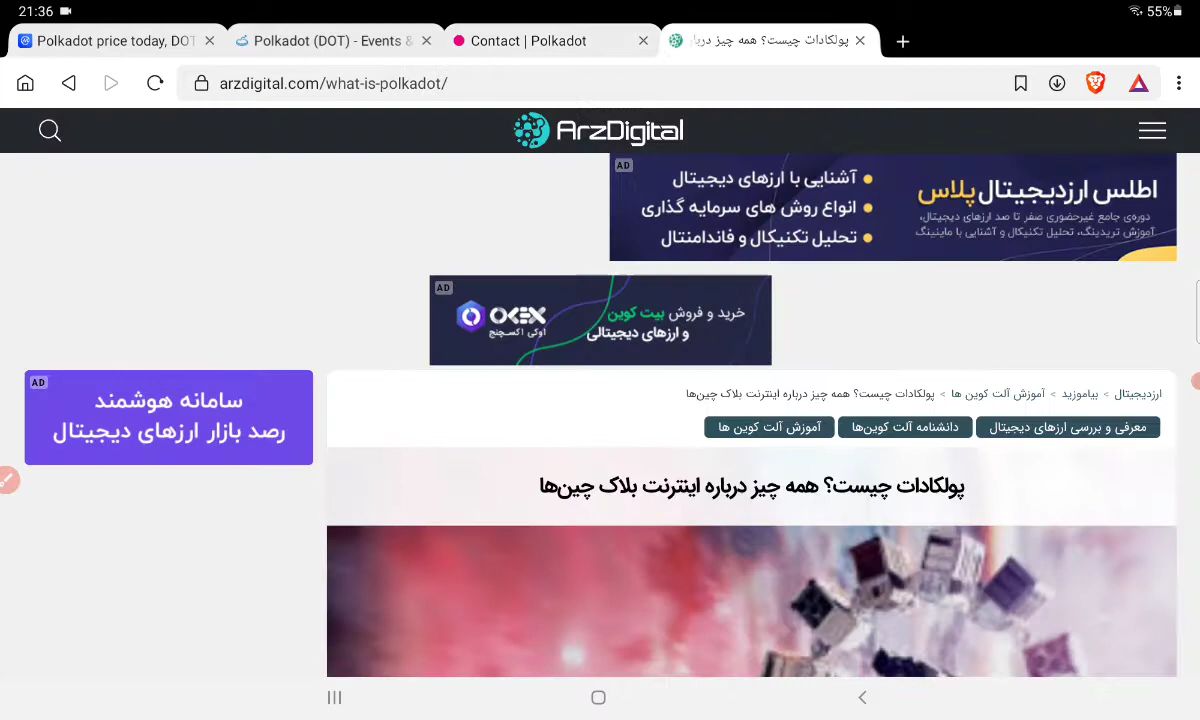 21:36
55%
Polkadot price today, DOT
Polkadot (DOT) - Events &
Contact | Polkadot
پولکادات چیست؟ همه چیز دربار
arzdigital.com/what-is-polkadot/
ArzDigital
AD
اطلس ارزدیجیتال پلاس
دوره‌ی جامع غیرحضوری صفر تا صد ارزهای دیجیتال،
آموزش تریدینگ، تحلیل تکنیکال و آشنایی با ماینینگ
آشنایی با ارزهای دیجیتال
انواع روش های سرمایه گذاری
تحلیل تکنیکال و فاندامنتال
AD
خرید و فروش بیت کوین
و ارزهای دیجیتالی
OKEX
اوکی اکسچنج
AD
سامانه هوشمند
رصد بازار ارزهای دیجیتال
ارزدیجیتال > بیاموزید > آموزش آلت کوین ها > پولکادات چیست؟ همه چیز درباره اینترنت بلاک چین‌ها
معرفی و بررسی ارزهای دیجیتال
دانشنامه آلت کوین‌ها
آموزش آلت کوین ها
پولکادات چیست؟ همه چیز درباره اینترنت بلاک چین‌ها